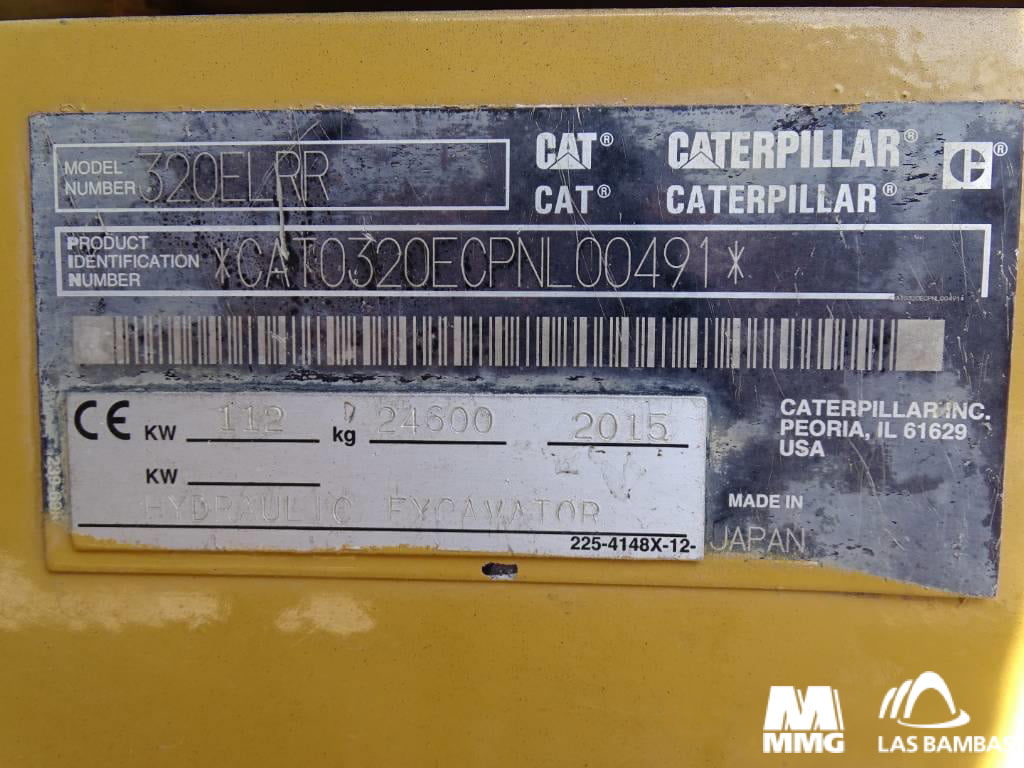 MODEL NUMBER 320ELRR
CAT® CATERPILLAR® ®
CAT® CATERPILLAR®
PRODUCT IDENTIFICATION NUMBER *CAT0320ECPNL00491*
*CAT0320ECPNL00491*
CE KW 112 kg 24600 2015
KW
HYDRAULIC EXCAVATOR
225-4148X-12-
CATERPILLAR INC.
PEORIA, IL 61629
USA
MADE IN
JAPAN
MMG
LAS BAMBAS